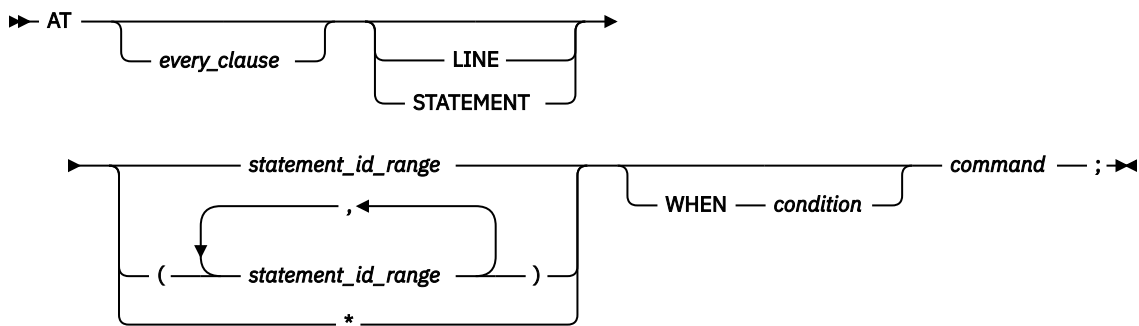 AT
every_clause
LINE
STATEMENT
statement_id_range WHEN condition command ;
,
( statement_id_range )
*